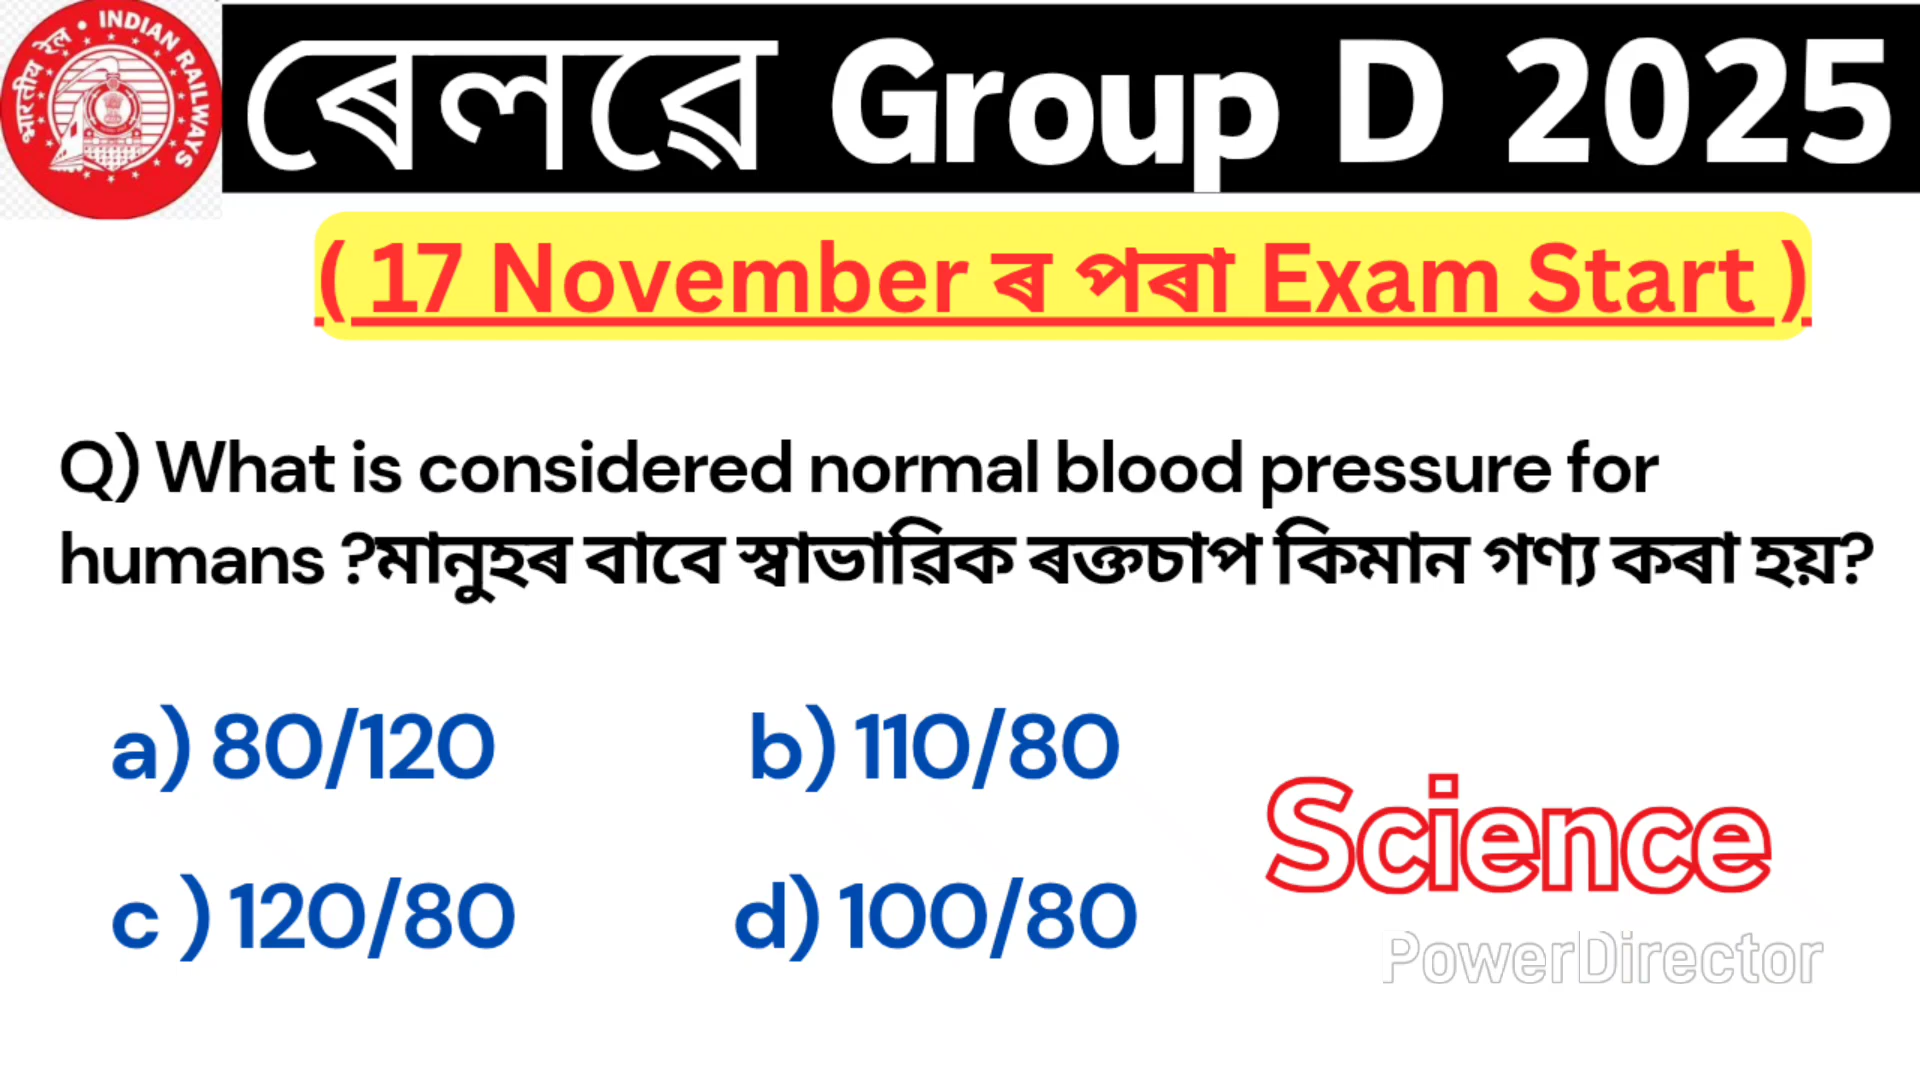 INDIAN RAILWAYS
भारतीय रेल
ৰেলৱে Group D 2025
( 17 November ৰ পৰা Exam Start )
Q) What is considered normal blood pressure for
humans ?মানুহৰ বাবে স্বাভাৱিক ৰক্তচাপ কিমান গণ্য কৰা হয়?
a) 80/120 b) 110/80
c ) 120/80 d) 100/80
Science
PowerDirector